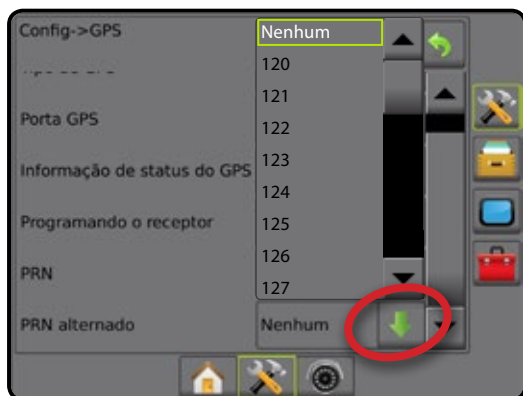 Config->GPS
Nenhum
120
121
Porta GPS
122
123
Informação de status do GPS
124
Programando o receptor
125
126
PRN
127
PRN alternado
Nenhum